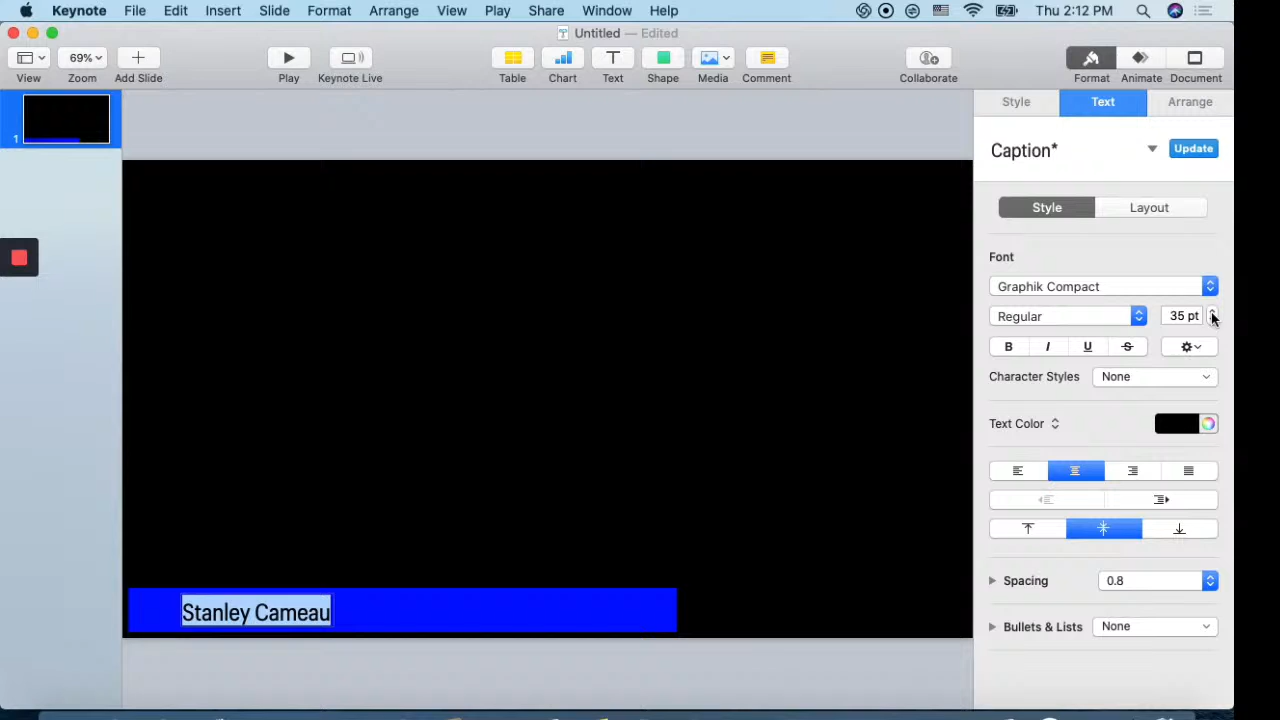 Keynote File Edit Insert Slide Format Arrange View Play Share Window Help Thu 2:12 PM
Untitled — Edited
69%
View Zoom Add Slide Play Keynote Live Table Chart Text Shape Media Comment Collaborate Format Animate Document
Style Text Arrange
1
Caption* Update
Style Layout
Font
Graphik Compact
Regular 35 pt
B I U S
Character Styles None
Text Color
Spacing 0.8
Stanley Cameau
Bullets & Lists None